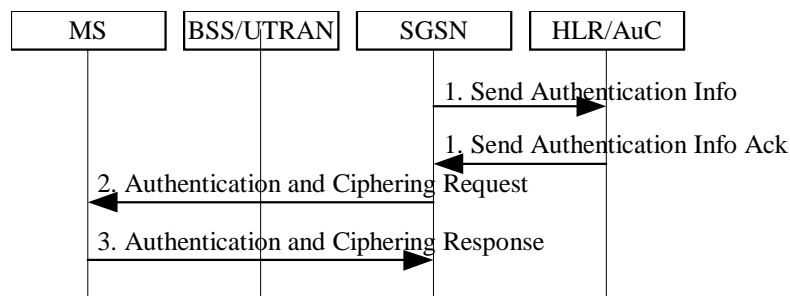 MS BSS/UTRAN SGSN HLR/AuC
1. Send Authentication Info
1. Send Authentication Info Ack
2. Authentication and Ciphering Request
3. Authentication and Ciphering Response